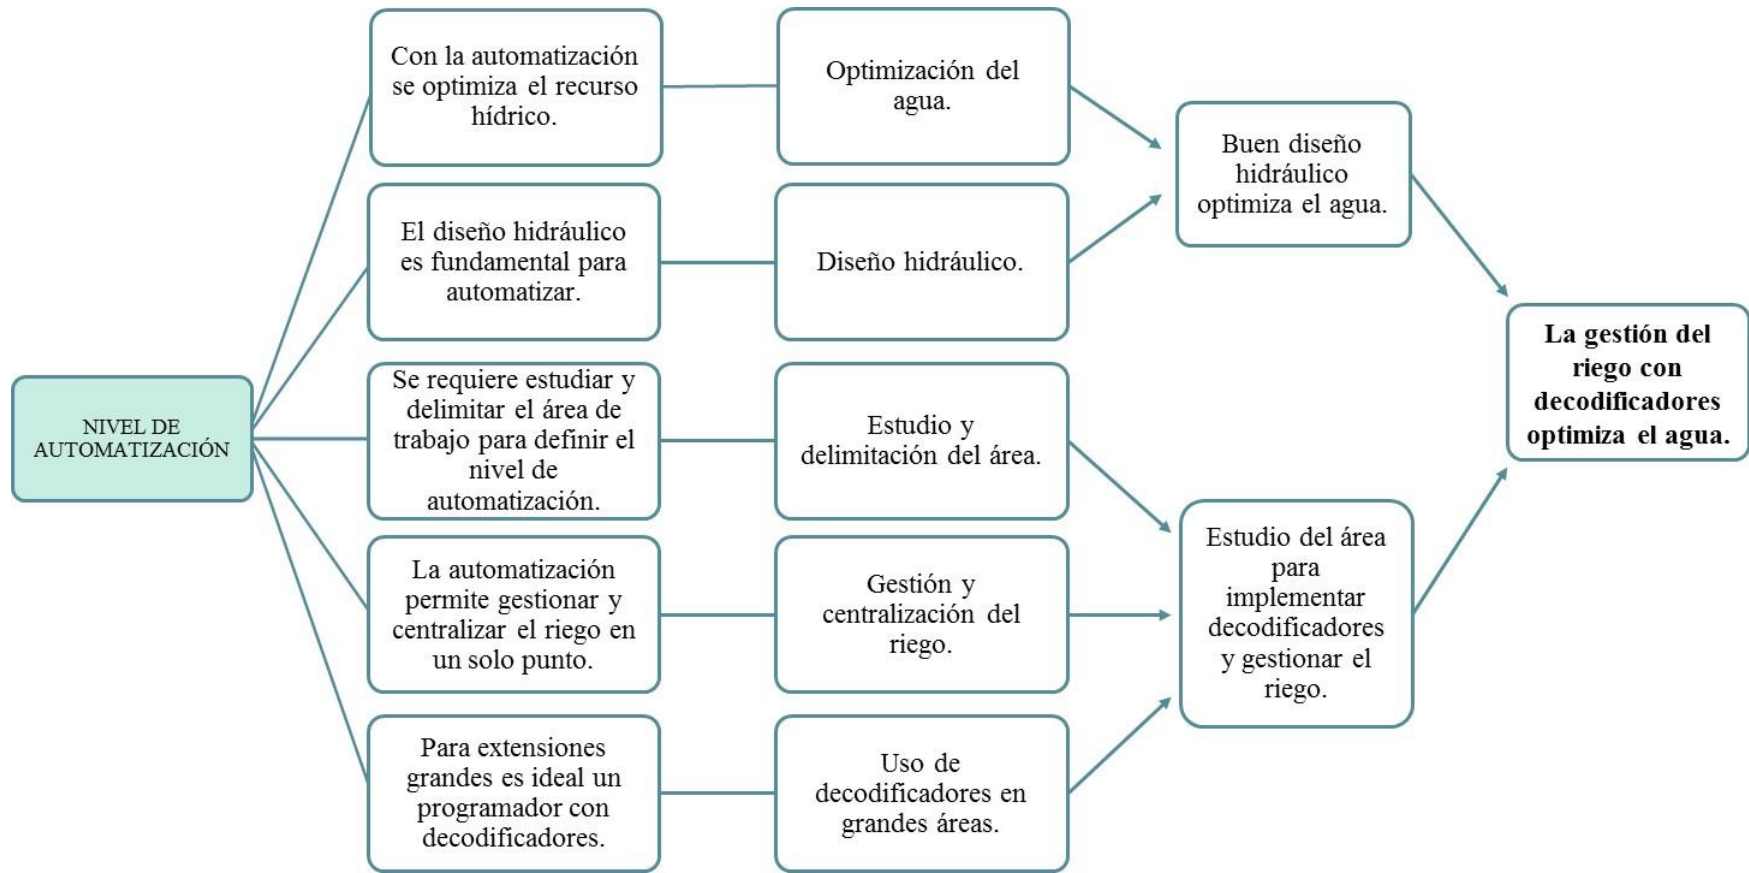 NIVEL DE
AUTOMATIZACIÓN
Con la automatización
se optimiza el recurso
hídrico.
El diseño hidráulico
es fundamental para
automatizar.
Se requiere estudiar y
delimitar el área de
trabajo para definir el
nivel de
automatización.
La automatización
permite gestionar y
centralizar el riego en
un solo punto.
Para extensiones
grandes es ideal un
programador con
decodificadores.
Optimización del
agua.
Diseño hidráulico.
Estudio y
delimitación del área.
Gestión y
centralización del
riego.
Uso de
decodificadores en
grandes áreas.
Buen diseño
hidráulico
optimiza el agua.
Estudio del área
para
implementar
decodificadores
y gestionar el
riego.
La gestión del
riego con
decodificadores
optimiza el agua.